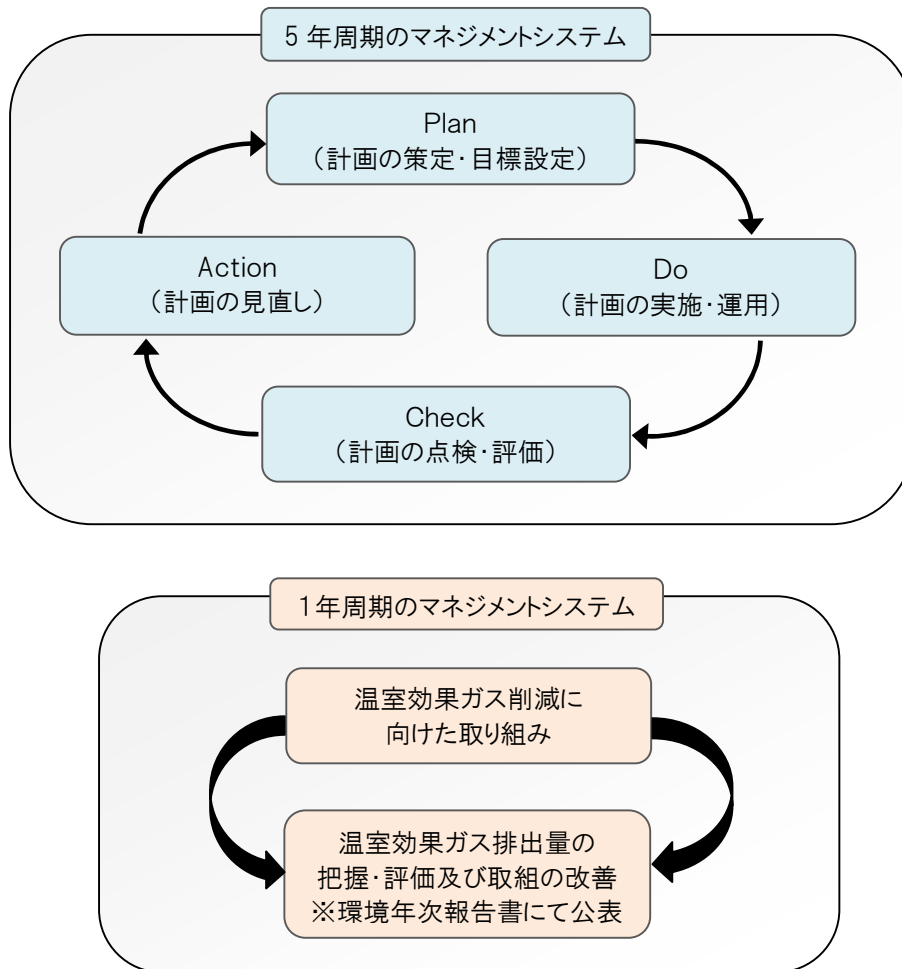 5年周期のマネジメントシステム
Plan
(計画の策定・目標設定)
Action
(計画の見直し)
Do
(計画の実施・運用)
Check
(計画の点検・評価)
1年周期のマネジメントシステム
温室効果ガス削減に
向けた取り組み
温室効果ガス排出量の
把握・評価及び取組の改善
※環境年次報告書にて公表